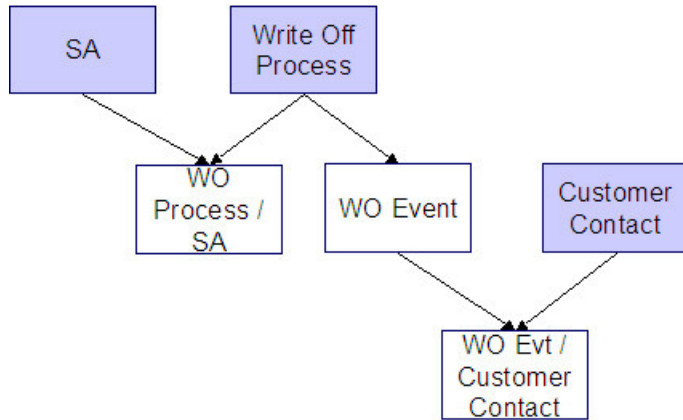 SA
Write Off
Process
WO
Process /
SA
WO Event
Customer
Contact
WO Evt /
Customer
Contact